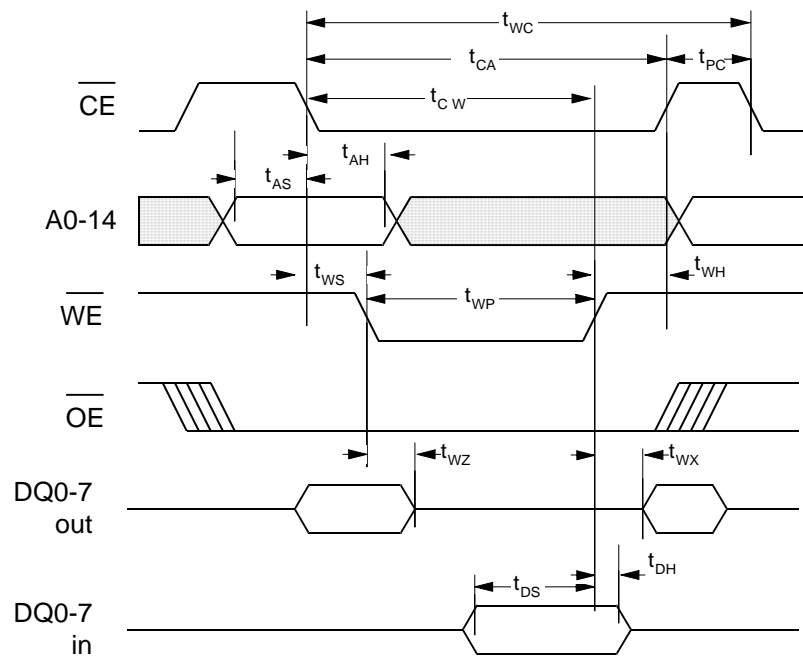 tWC
tCA
tPC
CE
tC W
tAH
tAS
A0-14
tWS
tWH
WE
tWP
OE
tWZ
tWX
DQ0-7
out
tDH
tDS
DQ0-7
in